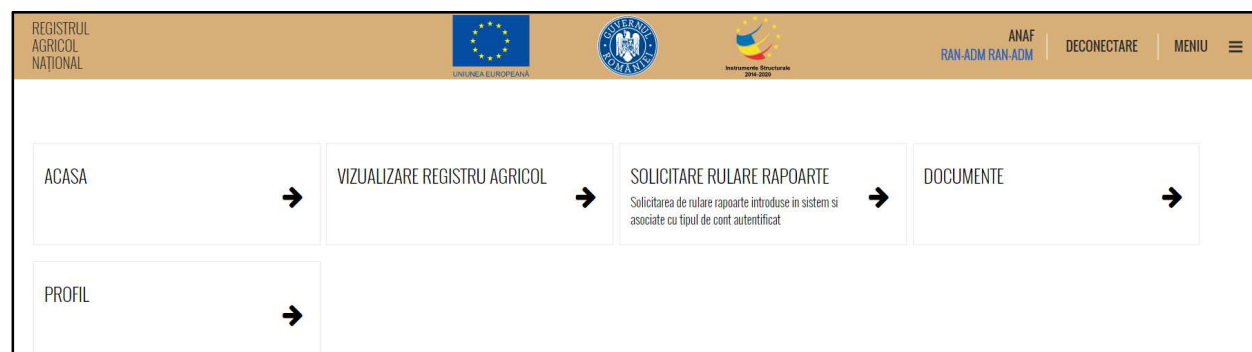 REGISTRUL
AGRICOL
NAȚIONAL
UNIUNEA EUROPEANĂ
GUVERNUL ROMÂNIEI
Instrumente Structurale
2014-2020
ANAF
RAN-ADM RAN-ADM
DECONECTARE
MENIU
ACASA
VIZUALIZARE REGISTRU AGRICOL
SOLICITARE RULARE RAPOARTE
Solicitarea de rulare rapoarte introduse in sistem si
asociate cu tipul de cont autentificat
DOCUMENTE
PROFIL